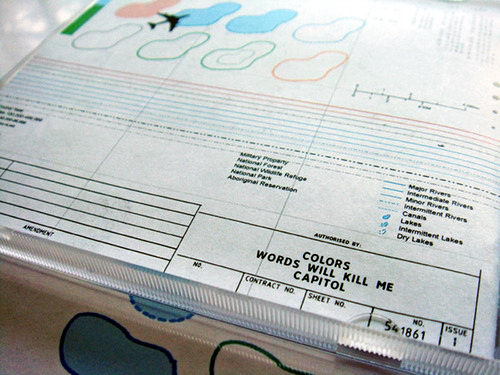 Military Property
National Forest
National Wildlife Refuge
National Park
Aboriginal Reservation
Major Rivers
Intermediate Rivers
Minor Rivers
Intermittent Rivers
Canals
Lakes
Intermittent Lakes
Dry Lakes
AMENDMENT
AUTHORISED BY:
COLORS
WORDS WILL KILL ME
CAPITOL
NO.
CONTRACT NO.
SHEET NO.
NO.
541861
ISSUE
1